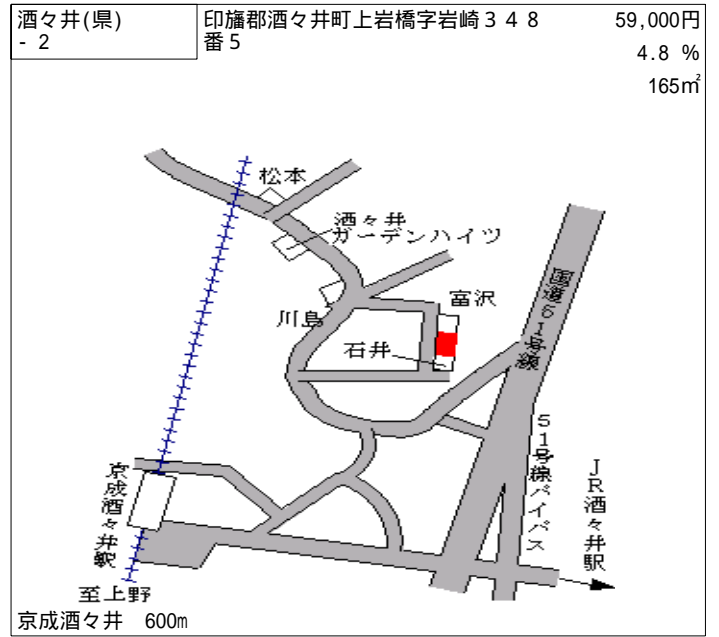 酒々井(県)
- 2
印旛郡酒々井町上岩橋字岩崎３４８
番５
59,000円
4.8 %
165㎡
松本
酒々井
ガーデンハイツ
川島
富沢
石井
国道５１号線
５１号線バイパス
ＪＲ酒々井駅
京成酒々井駅
至上野
京成酒々井　600m